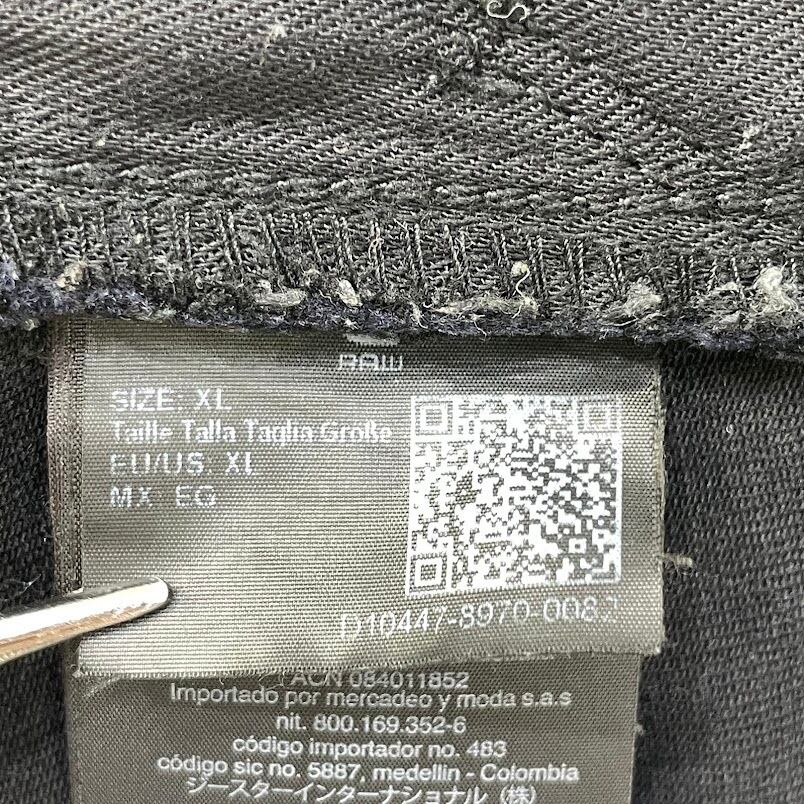 RAW
SIZE: XL
Taille Talla Taglia Größe
EU/US: XL
MX: EG
D10447-8970-0082
ACN 084011852
Importado por mercadeo y moda s.a.s
nit. 800.169.352-6
código importador no. 483
código sic no. 5887, medellin - Colombia
ジースターインターナショナル (株)